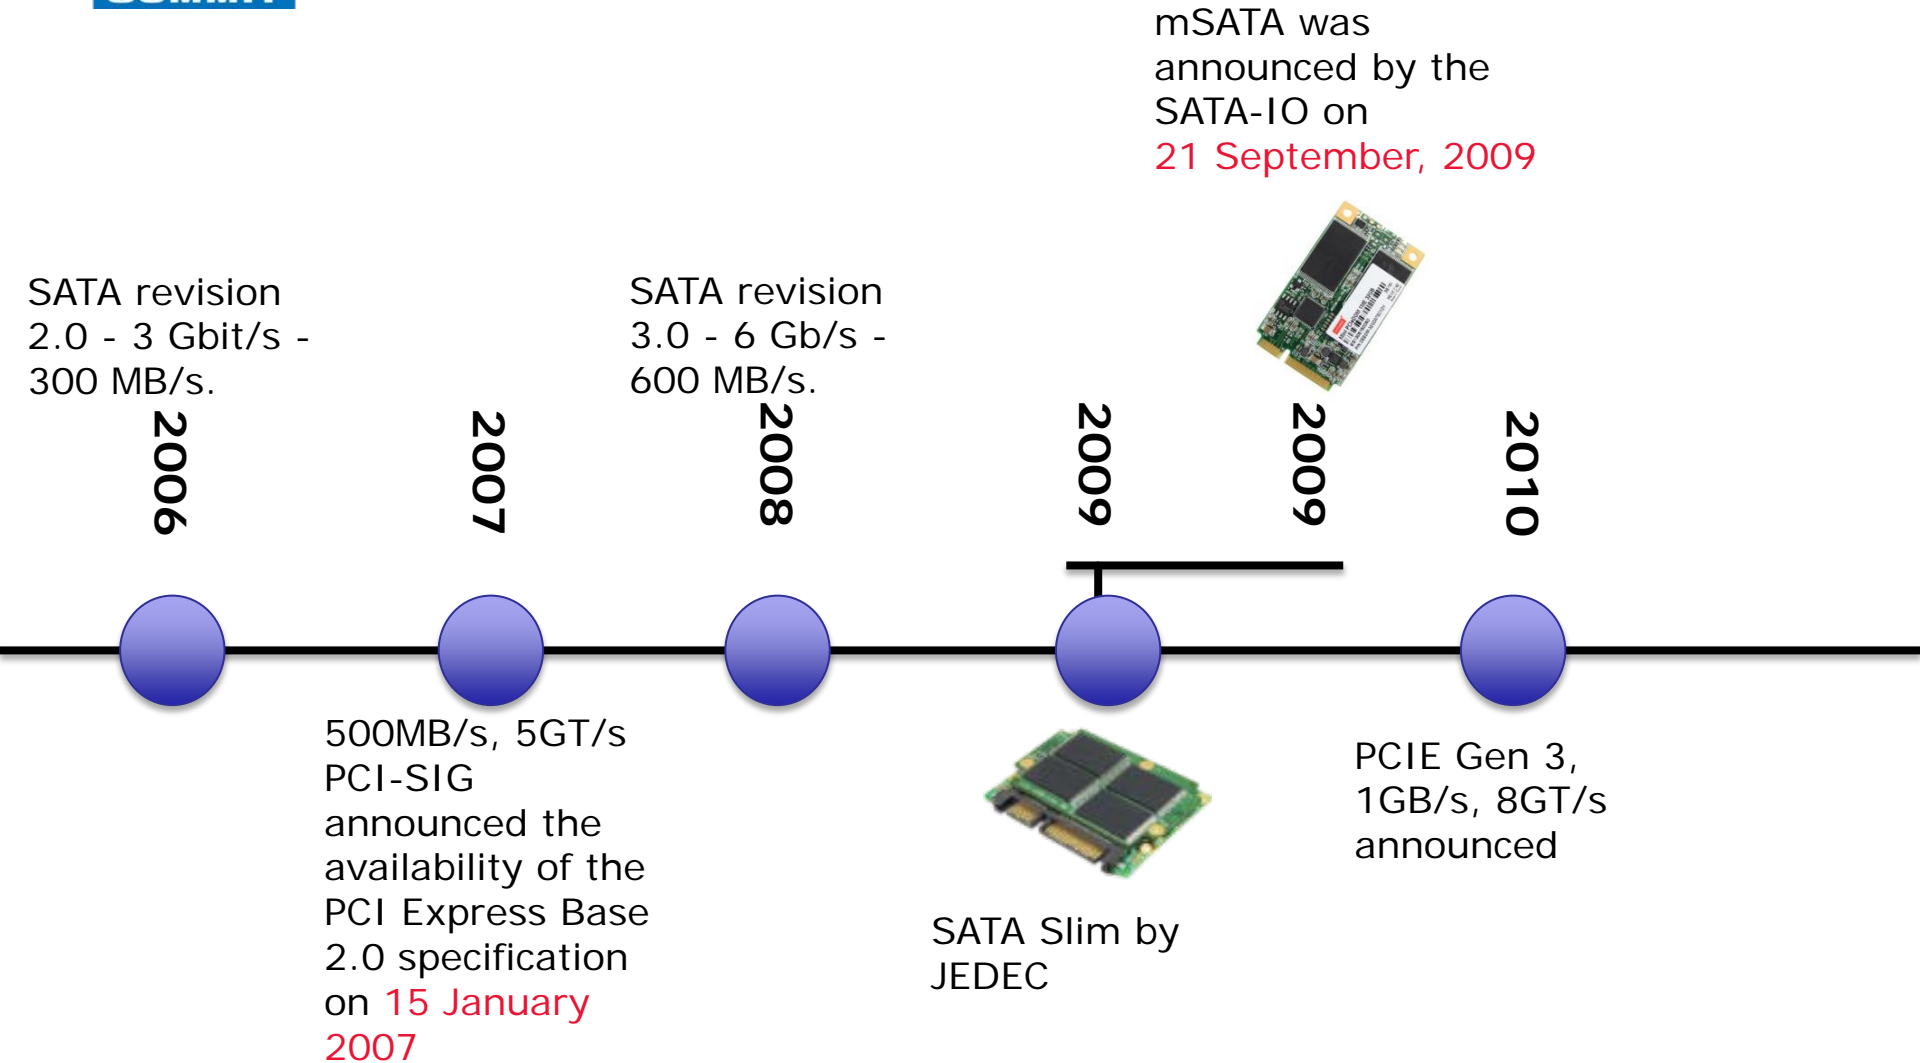 mSATA was
announced by the
SATA-IO on
21 September, 2009
SATA revision
2.0 - 3 Gbit/s -
300 MB/s.
SATA revision
3.0 - 6 Gb/s -
600 MB/s.
2006
2007
2008
2009
2009
2010
500MB/s, 5GT/s
PCI-SIG
announced the
availability of the
PCI Express Base
2.0 specification
on 15 January
2007
SATA Slim by
JEDEC
PCIE Gen 3,
1GB/s, 8GT/s
announced